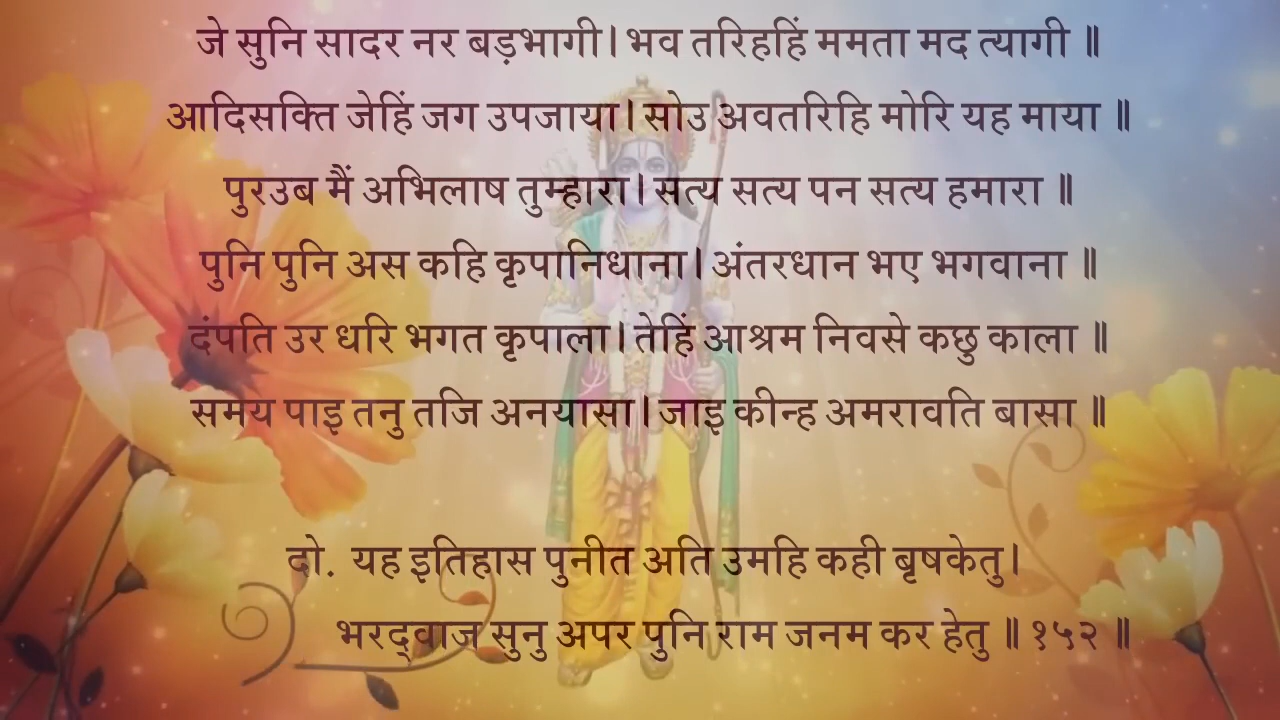 जे सुनि सादर नर बड़भागी। भव तरिहहिं ममता मद त्यागी ॥
आदिसक्ति जेहिं जग उपजाया। सोउ अवतरिहि मोरि यह माया ॥
पुरउब मैं अभिलाष तुम्हारा। सत्य सत्य पन सत्य हमारा ॥
पुनि पुनि अस कहि कृपानिधाना। अंतरधान भए भगवाना ॥
दंपति उर धरि भगत कृपाला। तेहिं आश्रम निवसे कछु काला ॥
समय पाइ तनु तजि अनयासा। जाइ कीन्ह अमरावति बासा ॥
दो. यह इतिहास पुनीत अति उमहि कही बृषकेतु।
भरद्वाज सुनु अपर पुनि राम जनम कर हेतु ॥ १५२ ॥